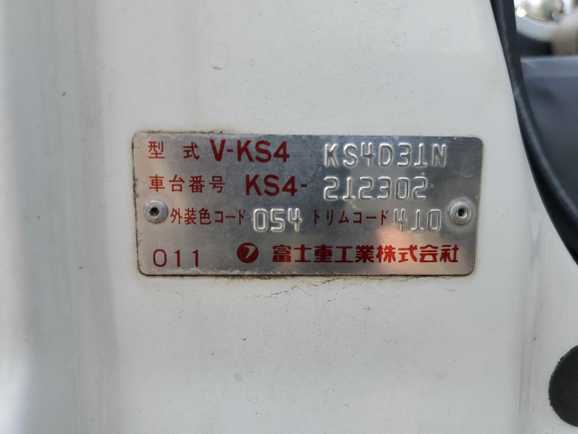 型式 V-KS4 KS4D31N
車台番号 KS4-212302
外装色コード 054 トリムコード 410
011 フ 富士重工業株式会社